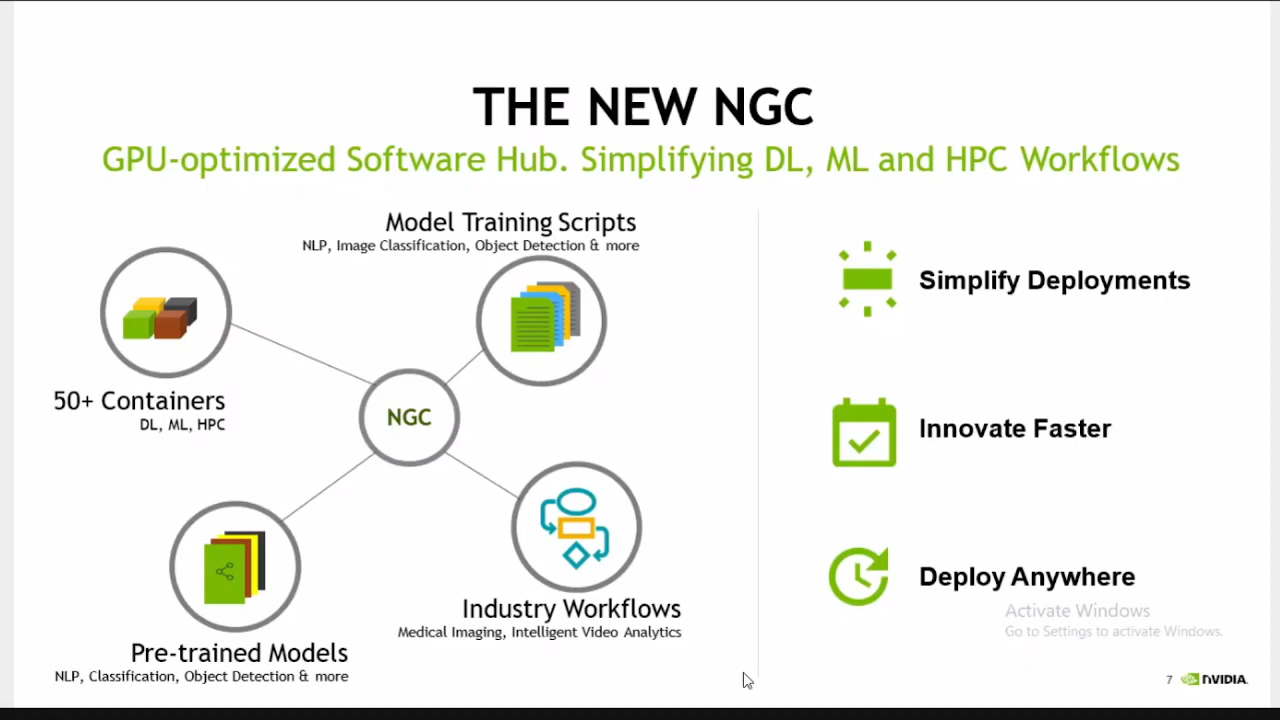 THE NEW NGC
GPU-optimized Software Hub. Simplifying DL, ML and HPC Workflows
Model Training Scripts
NLP, Image Classification, Object Detection & more
50+ Containers
DL, ML, HPC
NGC
Industry Workflows
Medical Imaging, Intelligent Video Analytics
Pre-trained Models
NLP, Classification, Object Detection & more
Simplify Deployments
Innovate Faster
Deploy Anywhere
Activate Windows
Go to Settings to activate Windows.
7 NVIDIA.